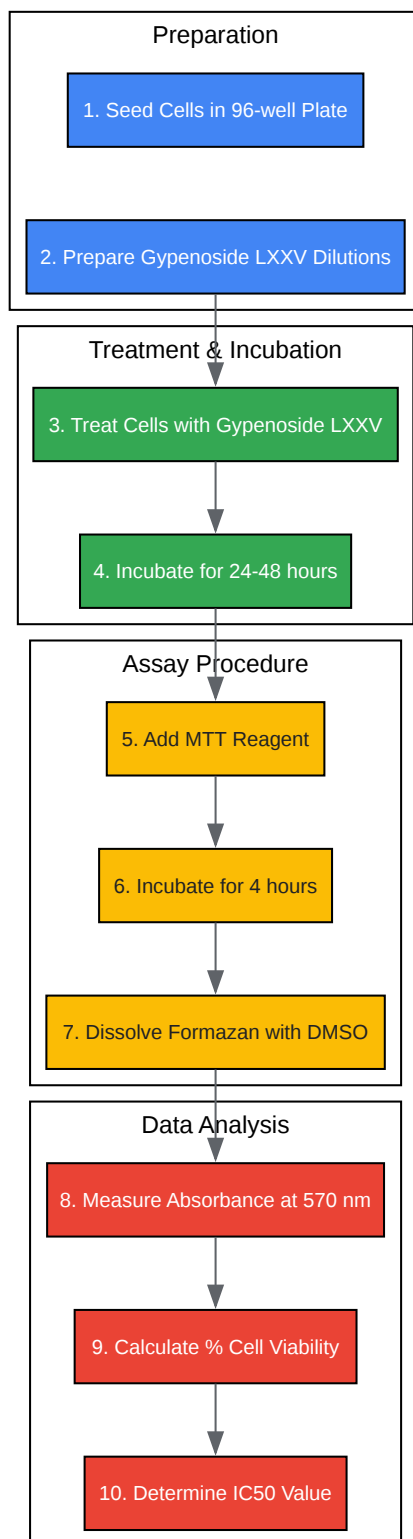 Preparation
1. Seed Cells in 96-well Plate
2. Prepare Gypenoside LXXV Dilutions
Treatment & Incubation
3. Treat Cells with Gypenoside LXXV
4. Incubate for 24-48 hours
Assay Procedure
5. Add MTT Reagent
6. Incubate for 4 hours
7. Dissolve Formazan with DMSO
Data Analysis
8. Measure Absorbance at 570 nm
9. Calculate % Cell Viability
10. Determine IC50 Value